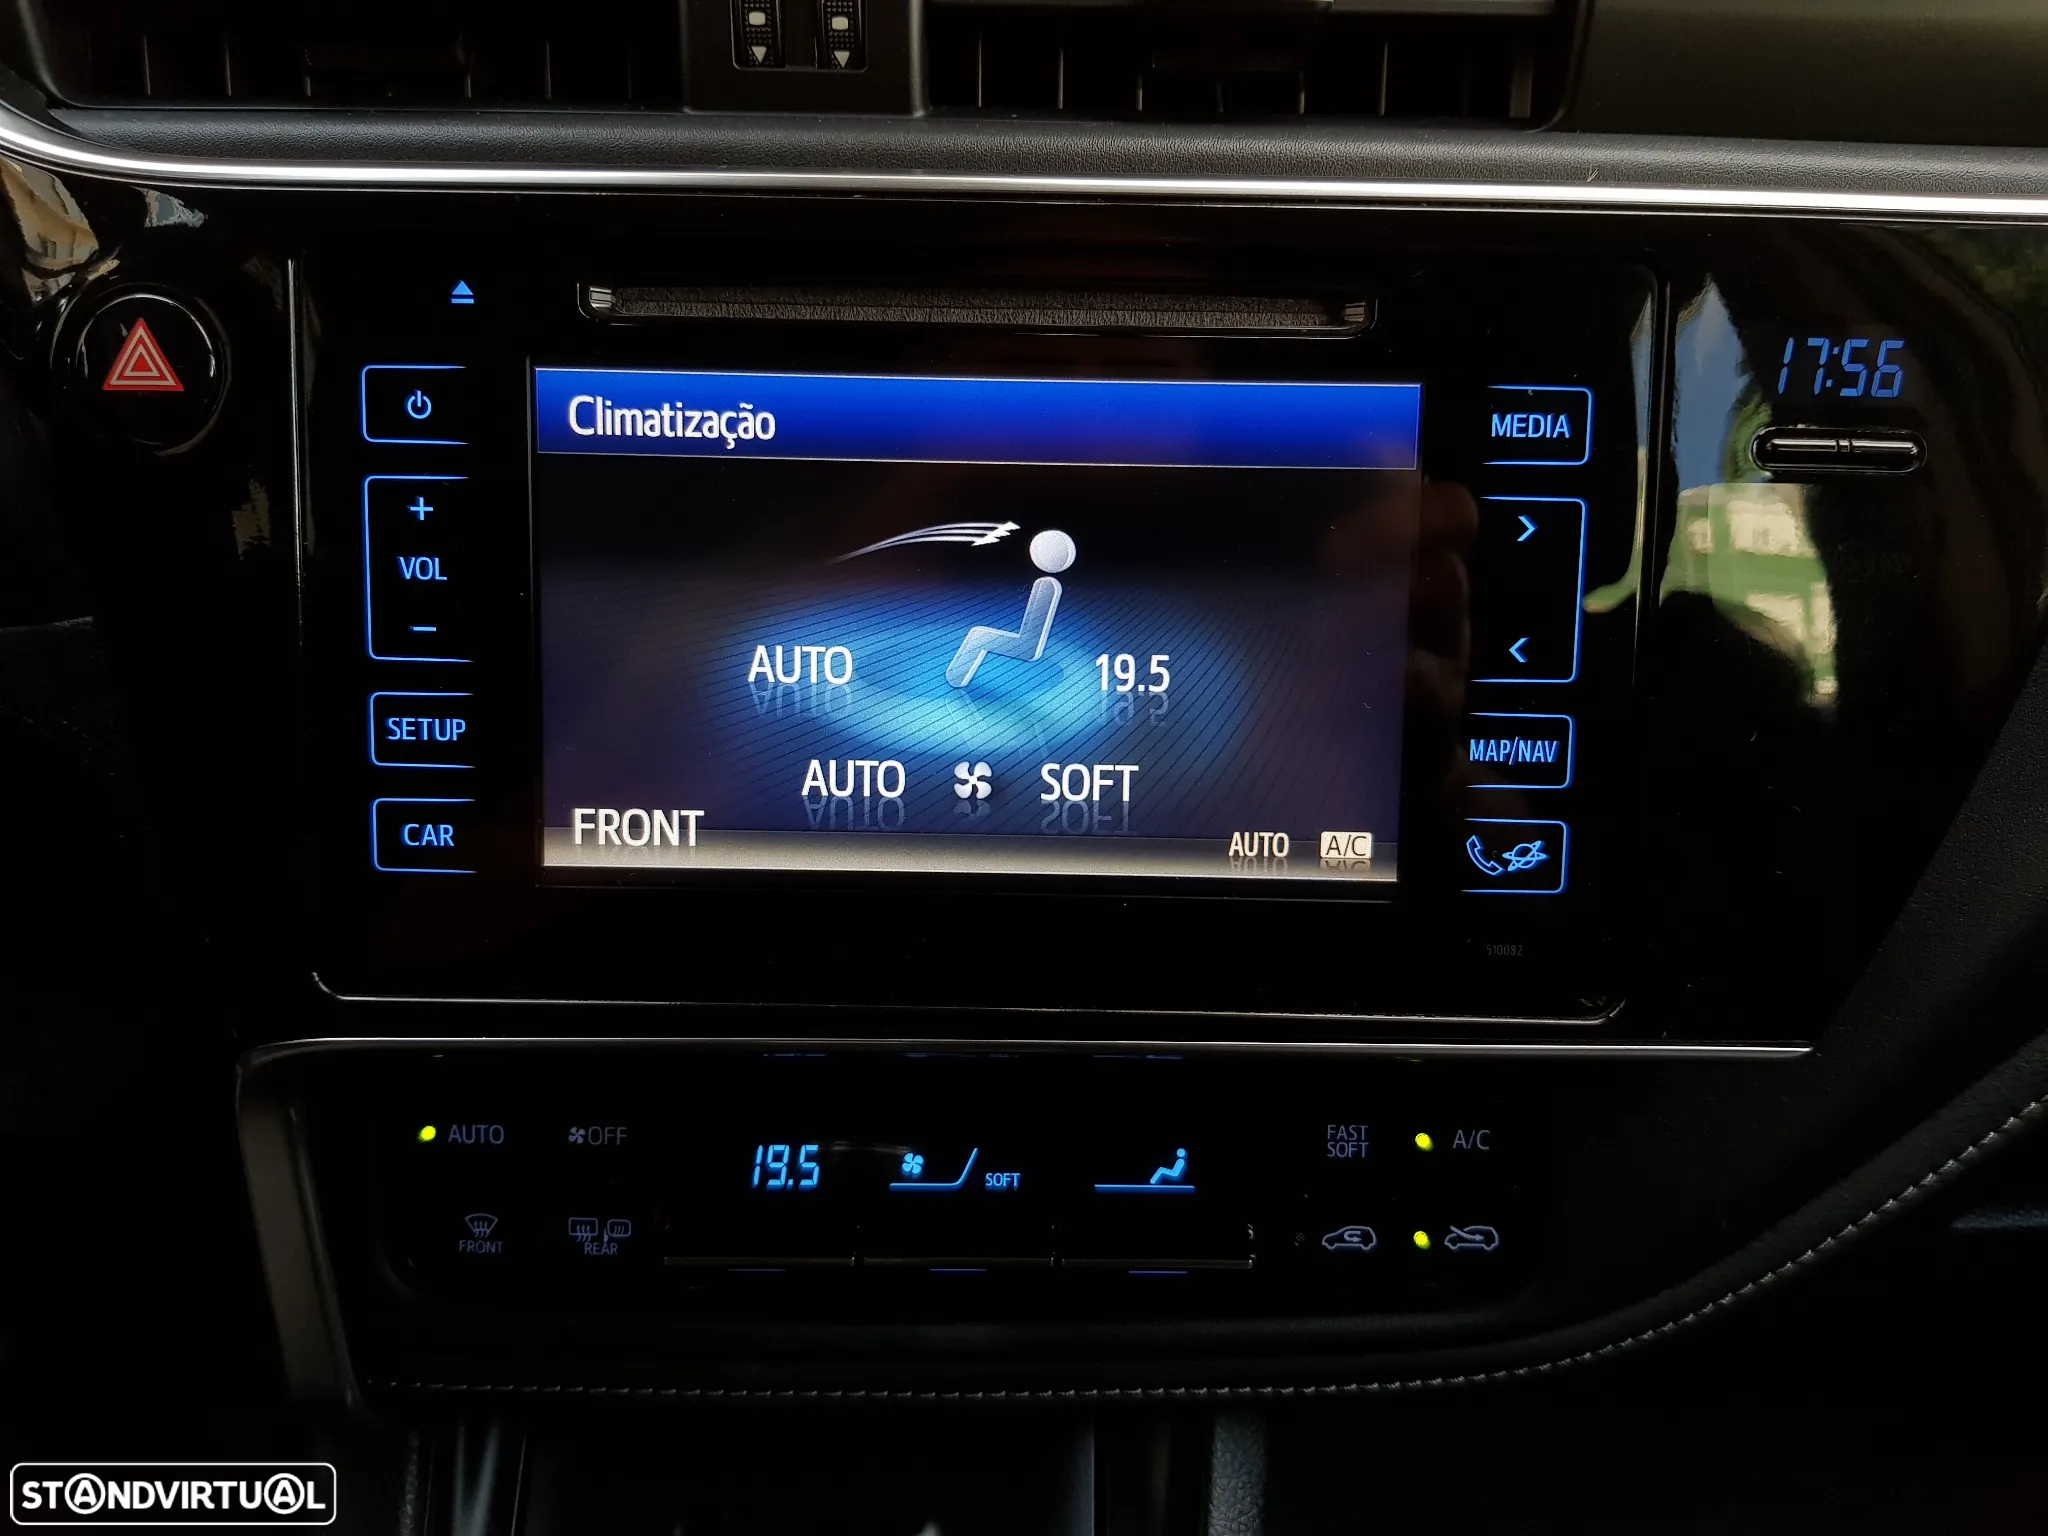 17:56
Climatização
MEDIA
+
VOL
−
AUTO
19.5
SETUP
MAP/NAV
AUTO
SOFT
FRONT
CAR
AUTO
A/C
510082
AUTO
OFF
19.5
SOFT
FAST
SOFT
A/C
FRONT
REAR
STANDVIRTUAL